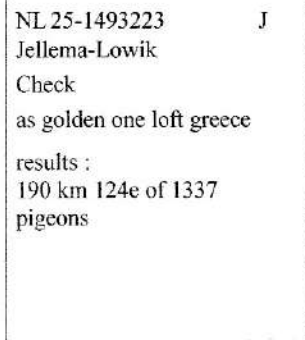 NL 25-1493223 J
Jellema-Lowik
Check
as golden one loft greece
results :
190 km 124e of 1337
pigeons